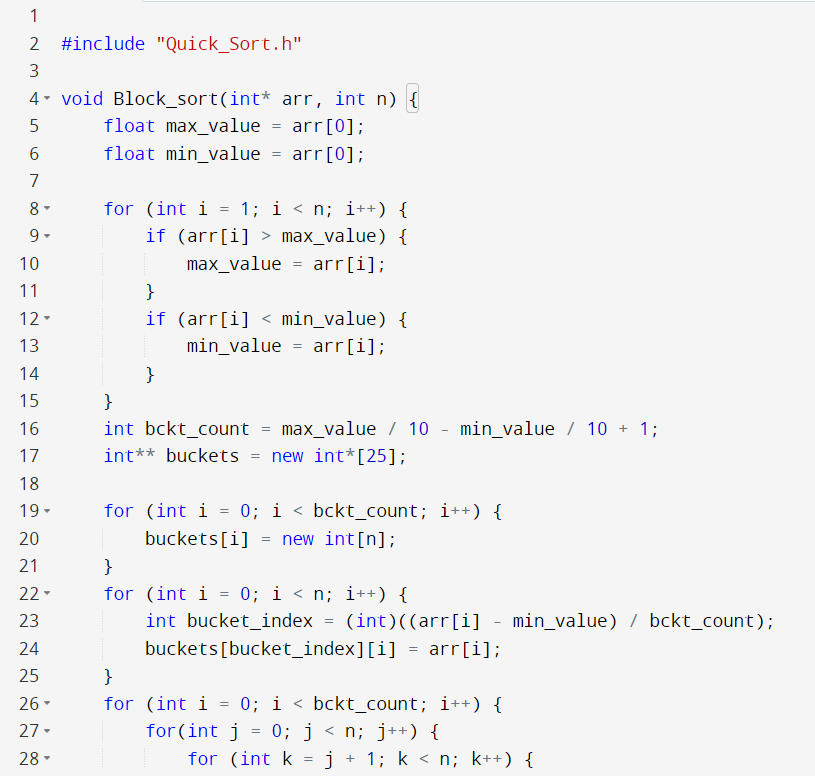 1
2 #include "Quick_Sort.h"
3
4 void Block_sort(int* arr, int n) {
5 float max_value = arr[0];
6 float min_value = arr[0];
7
8 for (int i = 1; i < n; i++) {
9 if (arr[i] > max_value) {
10 max_value = arr[i];
11 }
12 if (arr[i] < min_value) {
13 min_value = arr[i];
14 }
15 }
16 int bckt_count = max_value / 10 - min_value / 10 + 1;
17 int** buckets = new int*[25];
18
19 for (int i = 0; i < bckt_count; i++) {
20 buckets[i] = new int[n];
21 }
22 for (int i = 0; i < n; i++) {
23 int bucket_index = (int)((arr[i] - min_value) / bckt_count);
24 buckets[bucket_index][i] = arr[i];
25 }
26 for (int i = 0; i < bckt_count; i++) {
27 for(int j = 0; j < n; j++) {
28 for (int k = j + 1; k < n; k++) {